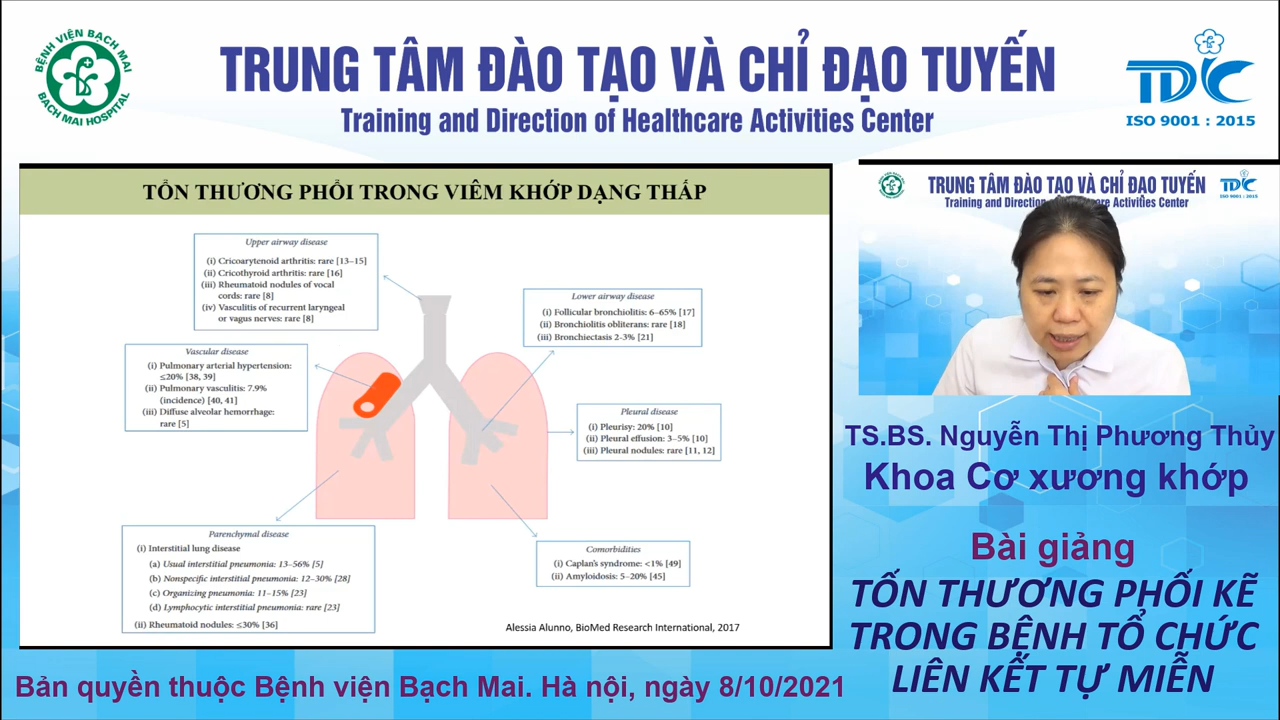 BỆNH VIỆN BẠCH MAI
BACH MAI HOSPITAL
TRUNG TÂM ĐÀO TẠO VÀ CHỈ ĐẠO TUYẾN
Training and Direction of Healthcare Activities Center
TDC
ISO 9001 : 2015
TỔN THƯƠNG PHỔI TRONG VIÊM KHỚP DẠNG THẤP
Upper airway disease
(i) Cricoarytenoid arthritis: rare [13–15]
(ii) Cricothyroid arthritis: rare [16]
(iii) Rheumatoid nodules of vocal
cords: rare [8]
(iv) Vasculitis of recurrent laryngeal
or vagus nerves: rare [8]
Lower airway disease
(i) Follicular bronchiolitis: 6–65% [17]
(ii) Bronchiolitis obliterans: rare [18]
(iii) Bronchiectasis 2-3% [21]
Vascular disease
(i) Pulmonary arterial hypertension:
≤20% [38, 39]
(ii) Pulmonary vasculitis: 7.9%
(incidence) [40, 41]
(iii) Diffuse alveolar hemorrhage:
rare [5]
Pleural disease
(i) Pleurisy: 20% [10]
(ii) Pleural effusion: 3–5% [10]
(iii) Pleural nodules: rare [11, 12]
Parenchymal disease
(i) Interstitial lung disease
(a) Usual interstitial pneumonia: 13–56% [5]
(b) Nonspecific interstitial pneumonia: 12–30% [28]
(c) Organizing pneumonia: 11–15% [23]
(d) Lymphocytic interstitial pneumonia: rare [23]
(ii) Rheumatoid nodules: ≤30% [36]
Comorbidities
(i) Caplan's syndrome: <1% [49]
(ii) Amyloidosis: 5–20% [45]
Alessia Alunno, BioMed Research International, 2017
TRUNG TÂM ĐÀO TẠO VÀ CHỈ ĐẠO TUYẾN
Training and Direction care Activities Center
TDC
ISO 9001 : 2015
TS.BS. Nguyễn Thị Phương Thủy
Khoa Cơ xương khớp
Bài giảng
TỔN THƯƠNG PHỔI KẼ
TRONG BỆNH TỔ CHỨC
LIÊN KẾT TỰ MIỄN
Bản quyền thuộc Bệnh viện Bạch Mai. Hà nội, ngày 8/10/2021